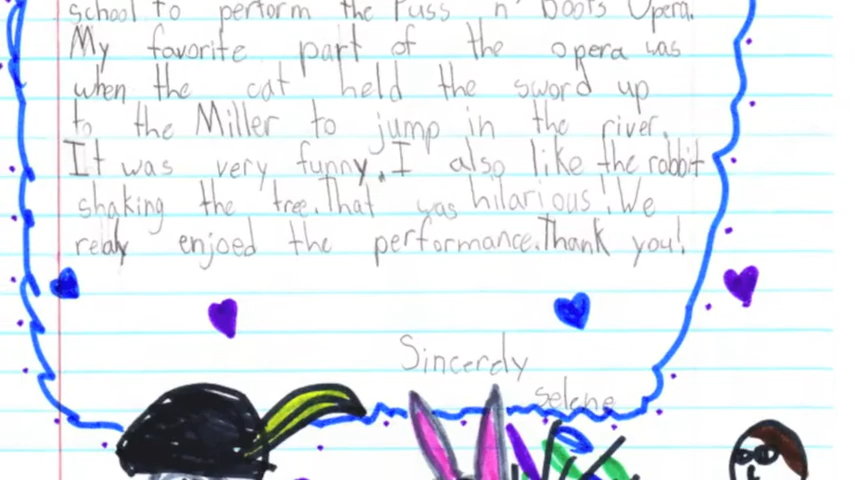 school to perform the Puss n' Boots Opera.
My favorite part of the opera was
when the cat held the sword up
to the Miller to jump in the river.
It was very funny. I also like the robbit
shaking the tree. That was hilarious! We
realy enjoed the performance. Thank you!
Sincerely
selene